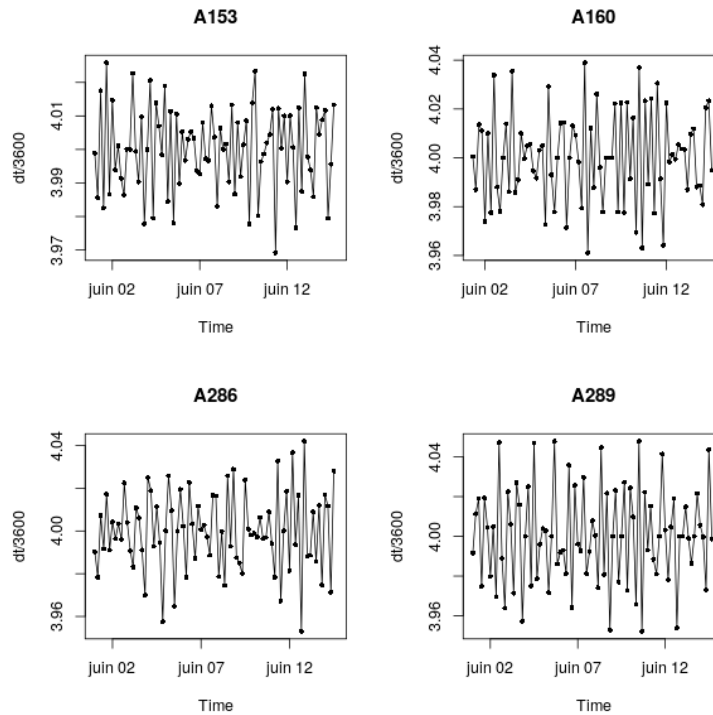 A153
dt/3600
4.01
3.99
3.97
juin 02
juin 07
juin 12
Time
A160
dt/3600
4.04
4.02
4.00
3.98
3.96
juin 02
juin 07
juin 12
Time
A286
dt/3600
4.04
4.00
3.96
juin 02
juin 07
juin 12
Time
A289
dt/3600
4.04
4.00
3.96
juin 02
juin 07
juin 12
Time